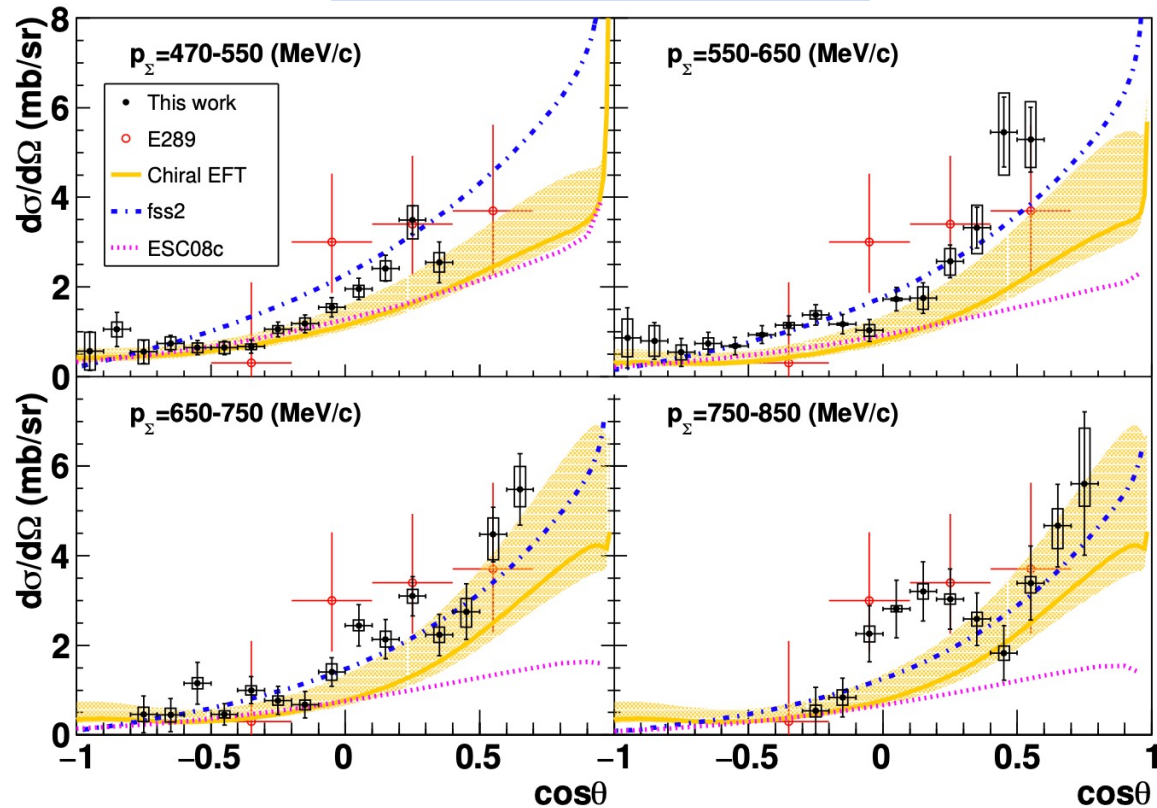 dσ/dΩ (mb/sr)
8
6
4
2
0
p_Σ=470-550 (MeV/c)
This work
E289
Chiral EFT
fss2
ESC08c
p_Σ=550-650 (MeV/c)
dσ/dΩ (mb/sr)
6
4
2
0
p_Σ=650-750 (MeV/c)
p_Σ=750-850 (MeV/c)
−1 −0.5 0 0.5 −1 −0.5 0 0.5 1
cosθ cosθ